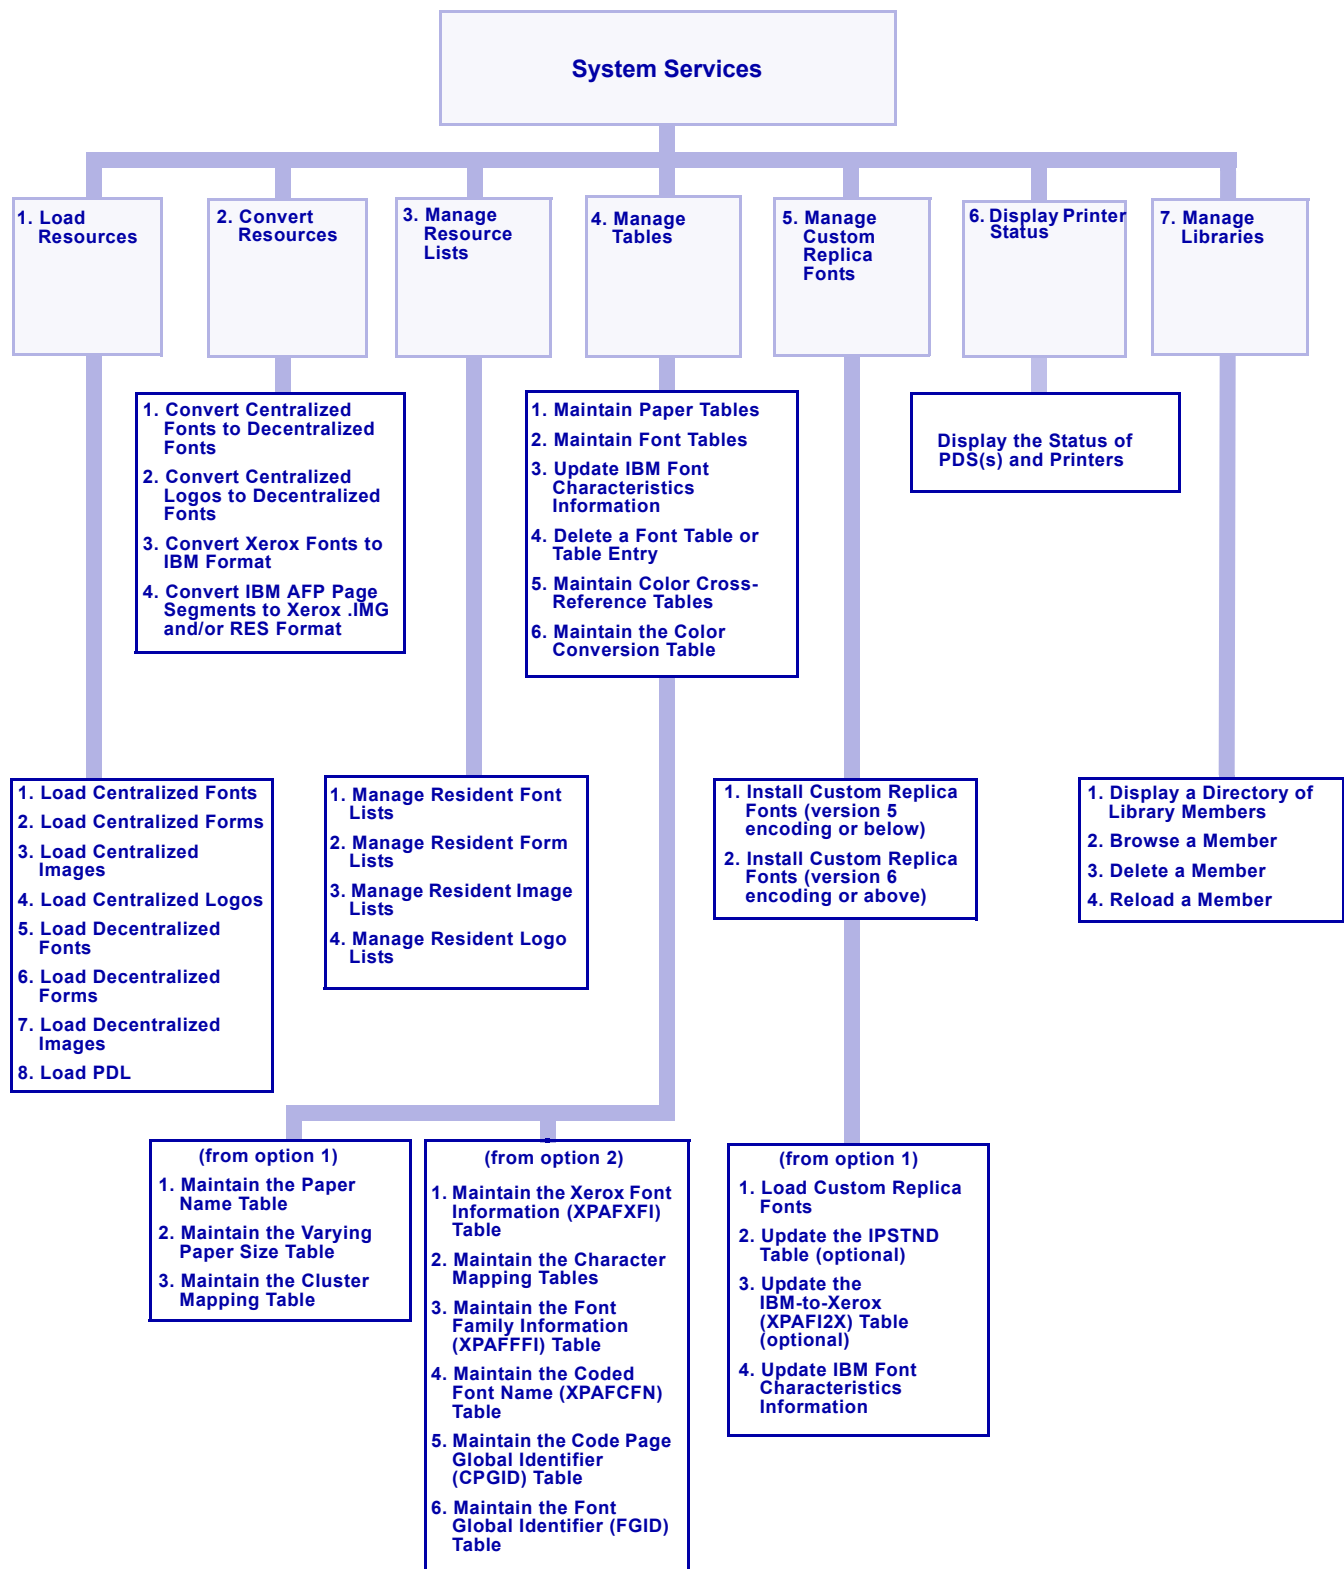 System Services
1. Load
Resources
2. Convert
Resources
3. Manage
Resource
Lists
4. Manage
Tables
5. Manage
Custom
Replica
Fonts
6. Display Printer
Status
7. Manage
Libraries
1. Convert Centralized
Fonts to Decentralized
Fonts
2. Convert Centralized
Logos to Decentralized
Fonts
3. Convert Xerox Fonts to
IBM Format
4. Convert IBM AFP Page
Segments to Xerox .IMG
and/or RES Format
1. Maintain Paper Tables
2. Maintain Font Tables
3. Update IBM Font
Characteristics
Information
4. Delete a Font Table or
Table Entry
5. Maintain Color Cross-
Reference Tables
6. Maintain the Color
Conversion Table
Display the Status of
PDS(s) and Printers
1. Load Centralized Fonts
2. Load Centralized Forms
3. Load Centralized
Images
4. Load Centralized Logos
5. Load Decentralized
Fonts
6. Load Decentralized
Forms
7. Load Decentralized
Images
8. Load PDL
1. Manage Resident Font
Lists
2. Manage Resident Form
Lists
3. Manage Resident Image
Lists
4. Manage Resident Logo
Lists
1. Install Custom Replica
Fonts (version 5
encoding or below)
2. Install Custom Replica
Fonts (version 6
encoding or above)
1. Display a Directory of
Library Members
2. Browse a Member
3. Delete a Member
4. Reload a Member
(from option 1)
1. Maintain the Paper
Name Table
2. Maintain the Varying
Paper Size Table
3. Maintain the Cluster
Mapping Table
(from option 2)
1. Maintain the Xerox Font
Information (XPAFXFI)
Table
2. Maintain the Character
Mapping Tables
3. Maintain the Font
Family Information
(XPAFFFI) Table
4. Maintain the Coded
Font Name (XPAFCFN)
Table
5. Maintain the Code Page
Global Identifier
(CPGID) Table
6. Maintain the Font
Global Identifier (FGID)
Table
(from option 1)
1. Load Custom Replica
Fonts
2. Update the IPSTND
Table (optional)
3. Update the
IBM-to-Xerox
(XPAFI2X) Table
(optional)
4. Update IBM Font
Characteristics
Information